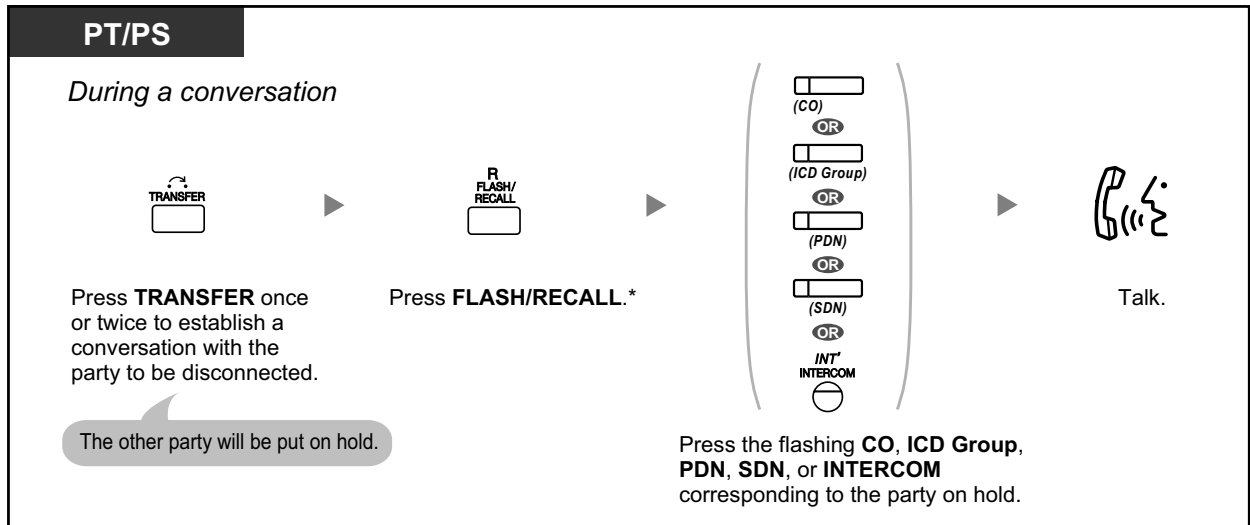 PT/PS
During a conversation
TRANSFER
R
FLASH/
RECALL
(CO)
OR
(ICD Group)
OR
(PDN)
OR
(SDN)
OR
INT'
INTERCOM
Press TRANSFER once
or twice to establish a
conversation with the
party to be disconnected.
The other party will be put on hold.
Press FLASH/RECALL.*
Press the flashing CO, ICD Group,
PDN, SDN, or INTERCOM
corresponding to the party on hold.
Talk.